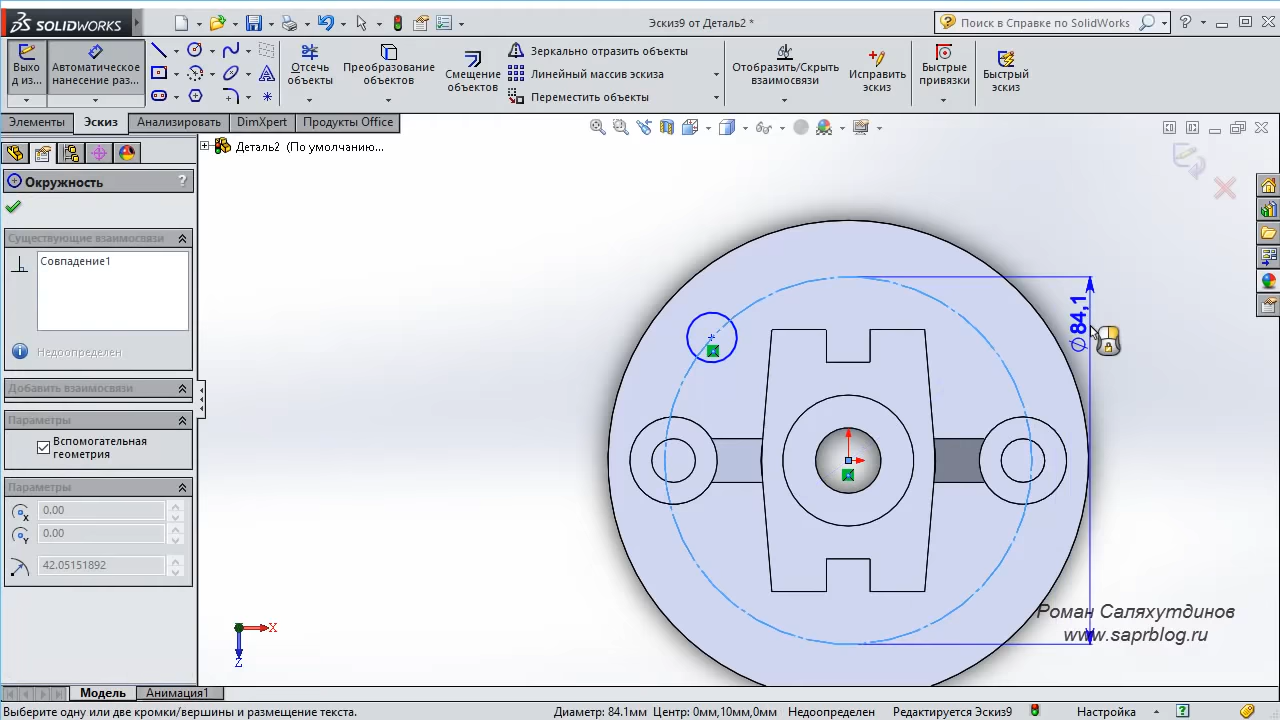 SOLIDWORKS
Эскиз9 от Деталь2 *
Поиск в Справке по SolidWorks
Выхо
д из...
Автоматическое
нанесение раз...
Отсечь
объекты
Преобразование
объектов
Смещение
объектов
Зеркально отразить объекты
Линейный массив эскиза
Переместить объекты
Отобразить/Скрыть
взаимосвязи
Исправить
эскиз
Быстрые
привязки
Быстрый
эскиз
Элементы
Эскиз
Анализировать
DimXpert
Продукты Office
Деталь2 (По умолчанию...
Окружность
?
Существующие взаимосвязи
Совпадение1
Недоопределен
Добавить взаимосвязи
Параметры
Вспомогательная
геометрия
Параметры
0.00
0.00
42.05151892
∅84,1
X
Z
Роман Саляхутдинов
www.saprblog.ru
Модель
Анимация1
Выберите одну или две кромки/вершины и размещение текста.
Диаметр: 84.1мм
Центр: 0мм,10мм,0мм
Недоопределен
Редактируется Эскиз9
Настройка